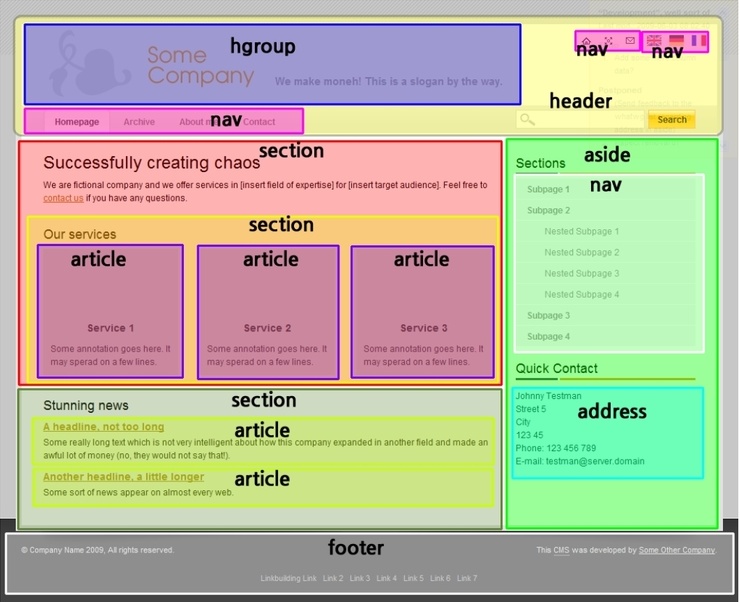 hgroup
Some
Company
We make moneh! This is a slogan by the way.
nav
nav
header
Homepage Archive About me Contact
nav
Search
Successfully creating chaos
section
We are fictional company and we offer services in [insert field of expertise] for [insert target audience]. Feel free to
contact us if you have any questions.
section
Our services
article article article
Service 1 Service 2 Service 3
Some annotation goes here. It
may sperad on a few lines.
Some annotation goes here. It
may sperad on a few lines.
Some annotation goes here. It
may sperad on a few lines.
section
Stunning news
A headline, not too long
article
Some really long text which is not very intelligent about how this company expanded in another field and made an
awful lot of money (no, they would not say that!).
Another headline, a little longer
article
Some sort of news appear on almost every web.
aside
Sections
nav
Subpage 1
Subpage 2
Nested Subpage 1
Nested Subpage 2
Nested Subpage 3
Nested Subpage 4
Subpage 3
Subpage 4
Quick Contact
address
Johnny Testman
Street 5
City
123 45
Phone: 123 456 789
E-mail: testman@server.domain
footer
© Company Name 2009, All rights reserved.
This CMS was developed by Some Other Company.
Linkbuilding Link Link 2 Link 3 Link 4 Link 5 Link 6 Link 7